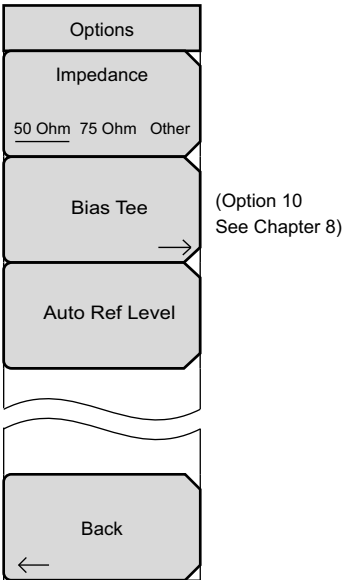 Options
Impedance
50 Ohm 75 Ohm Other
Bias Tee
(Option 10
See Chapter 8)
Auto Ref Level
Back